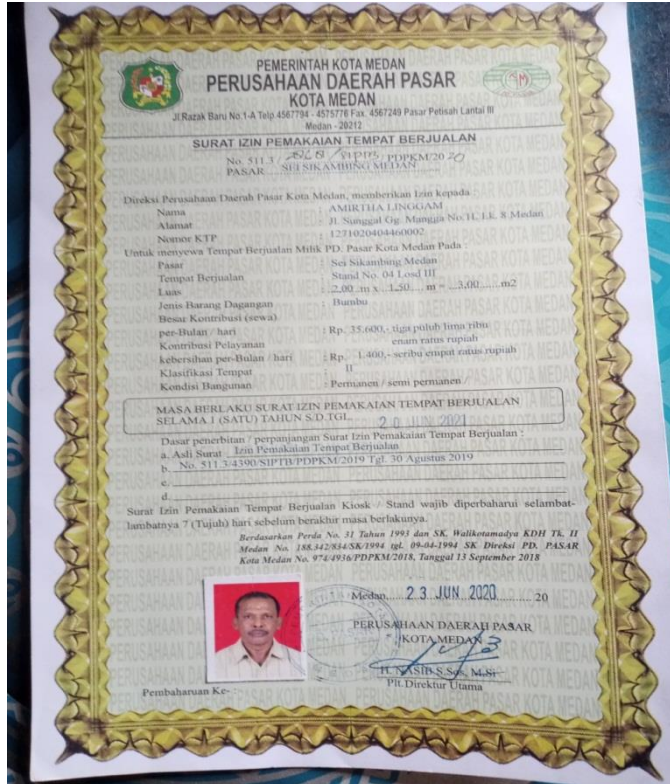 PEMERINTAH KOTA MEDAN
PERUSAHAAN DAERAH PASAR
KOTA MEDAN
Jl.Razak Baru No.1-A Telp.4567794 - 4575776 Fax. 4567249 Pasar Petisah Lantai III
Medan - 20212
SURAT IZIN PEMAKAIAN TEMPAT BERJUALAN
No. 511.3 / /SIPTB/PDPKM/2020
PASAR SEI SIKAMBING MEDAN
Direksi Perusahaan Daerah Pasar Kota Medan, memberikan Izin kepada :
Nama : AMIRTHA LINGGAM
Alamat : Jl. Sunggal Gg. Mangga No. LK. 8 Medan
Nomor KTP : 1271020404460002
Untuk menyewa Tempat Berjualan Milik PD. Pasar Kota Medan Pada :
Pasar : Sei Sikambing Medan
Tempat Berjualan : Stand No. 04 Losd III
Luas : 2,00 m x 1,50 m = 3,00 m2
Jenis Barang Dagangan : Bumbu
Besar Kontribusi (sewa)
per-Bulan / hari : Rp. 35.600,- tiga puluh lima ribu
Kontribusi Pelayanan enam ratus rupiah
kebersihan per-Bulan / hari : Rp. 1.400,- seribu empat ratus rupiah
Klasifikasi Tempat : II
Kondisi Bangunan : Permanen / semi permanen /
MASA BERLAKU SURAT IZIN PEMAKAIAN TEMPAT BERJUALAN
SELAMA 1 (SATU) TAHUN S/D.TGL. 20 JUN 2021
Dasar penerbitan / perpanjangan Surat Izin Pemakaian Tempat Berjualan :
a. Asli Surat Izin Pemakaian Tempat Berjualan
b. No. 511.3/4390/SIPTB/PDPKM/2019 Tgl. 30 Agustus 2019
c.
d.
Surat Izin Pemakaian Tempat Berjualan Kiosk / Stand wajib diperbaharui selambat-
lambatnya 7 (Tujuh) hari sebelum berakhir masa berlakunya.
Berdasarkan Perda No. 31 Tahun 1993 dan SK. Walikotamadya KDH Tk. II
Medan No. 188.342/834/SK/1994 tgl. 09-04-1994 SK Direksi PD. PASAR
Kota Medan No. 974/4936/PDPKM/2018, Tanggal 13 September 2018
Medan, 23 JUN 2020 20
PERUSAHAAN DAERAH PASAR
KOTA MEDAN
H. NASIB S.Sos, M.Si
Plt.Direktur Utama
Pembaharuan Ke-